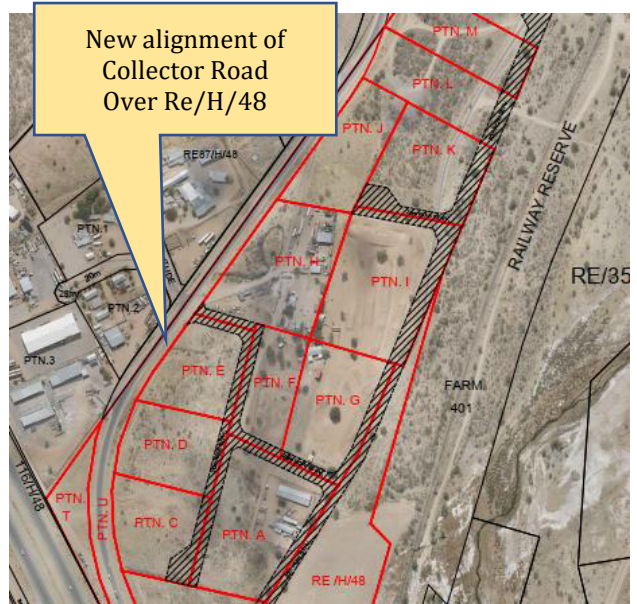 New alignment of
Collector Road
Over Re/H/48
PTN. M
PTN. L
PTN. J
PTN. K
RE87/H/48
PTN.1
RAILWAY RESERVE
PTN. H
PTN. I
RE/35
20m
25m
PTN.2
PTN.3
PTN. E
PTN. F
PTN. G
FARM
401
PTN. D
116/H/48
PTN.
T
PTN. U
PTN. C
PTN. A
RE /H/48